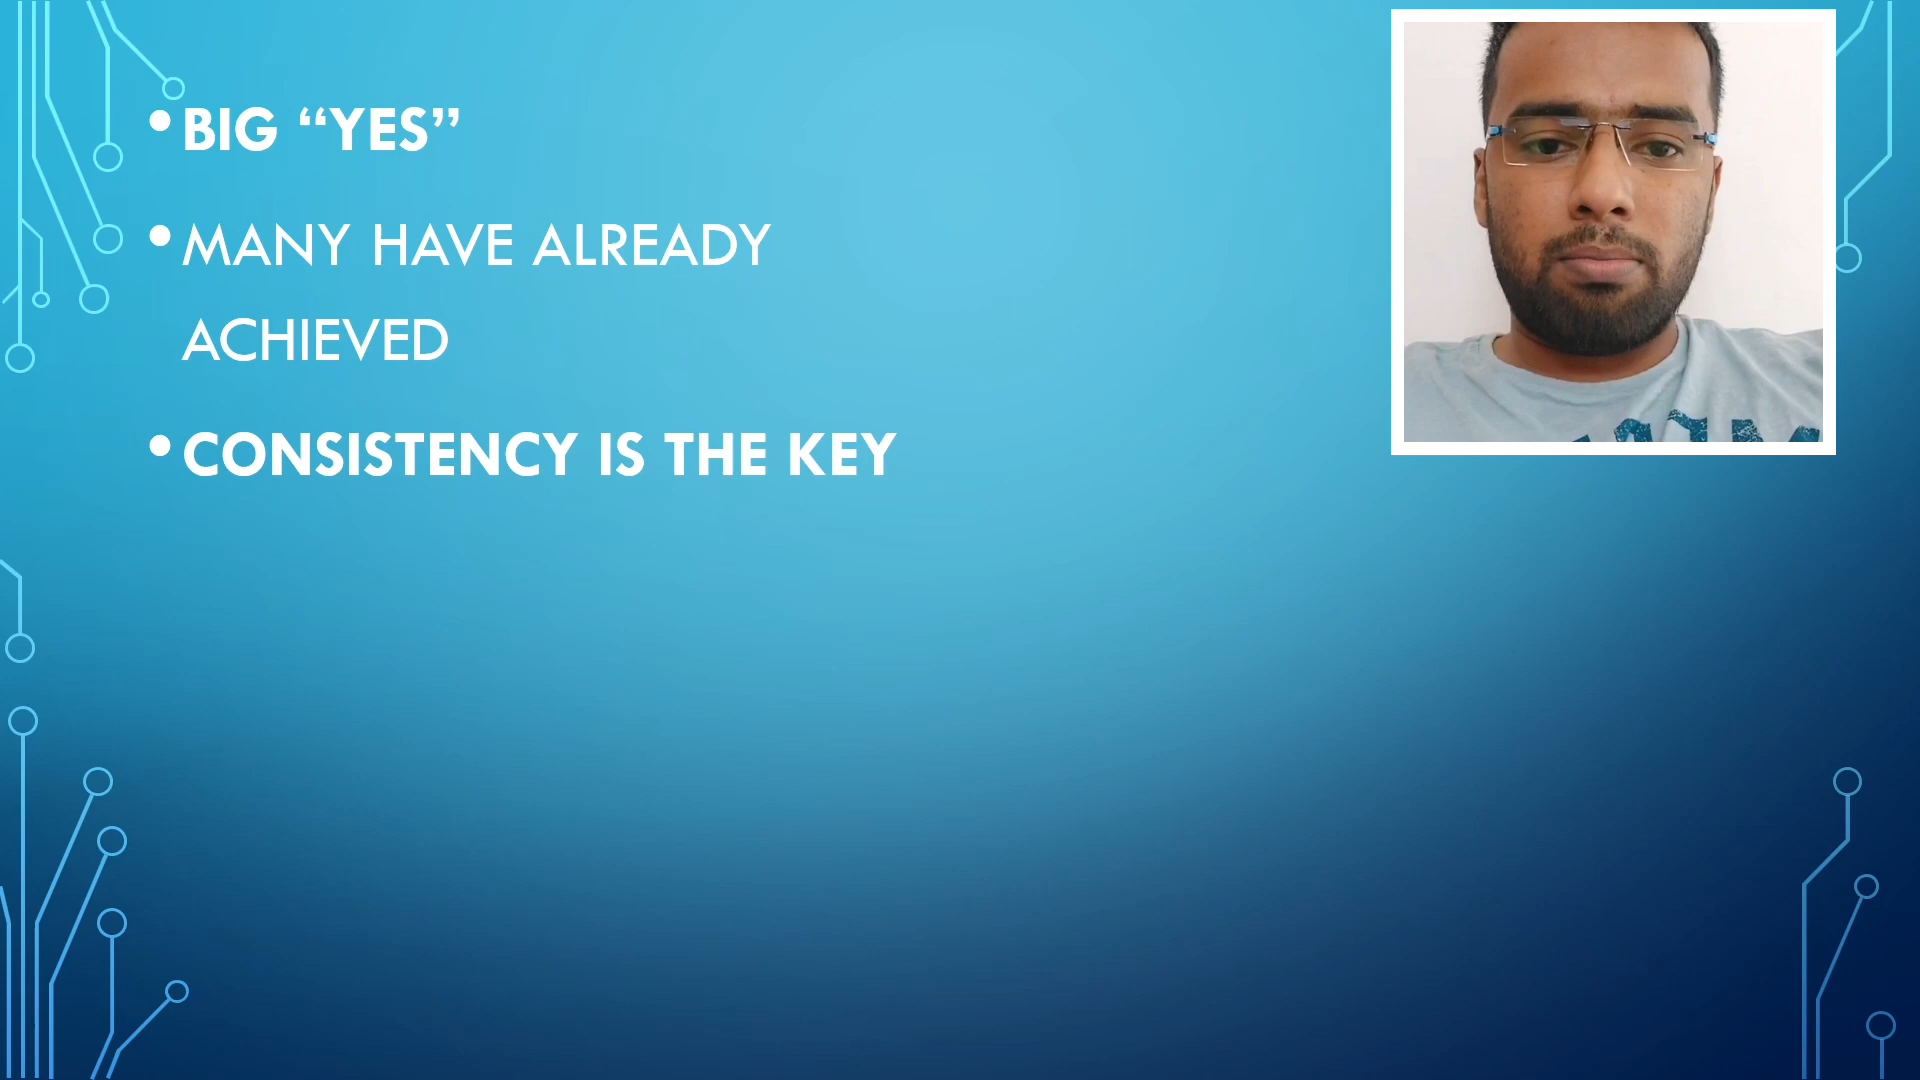 • BIG “YES”
• MANY HAVE ALREADY
ACHIEVED
• CONSISTENCY IS THE KEY